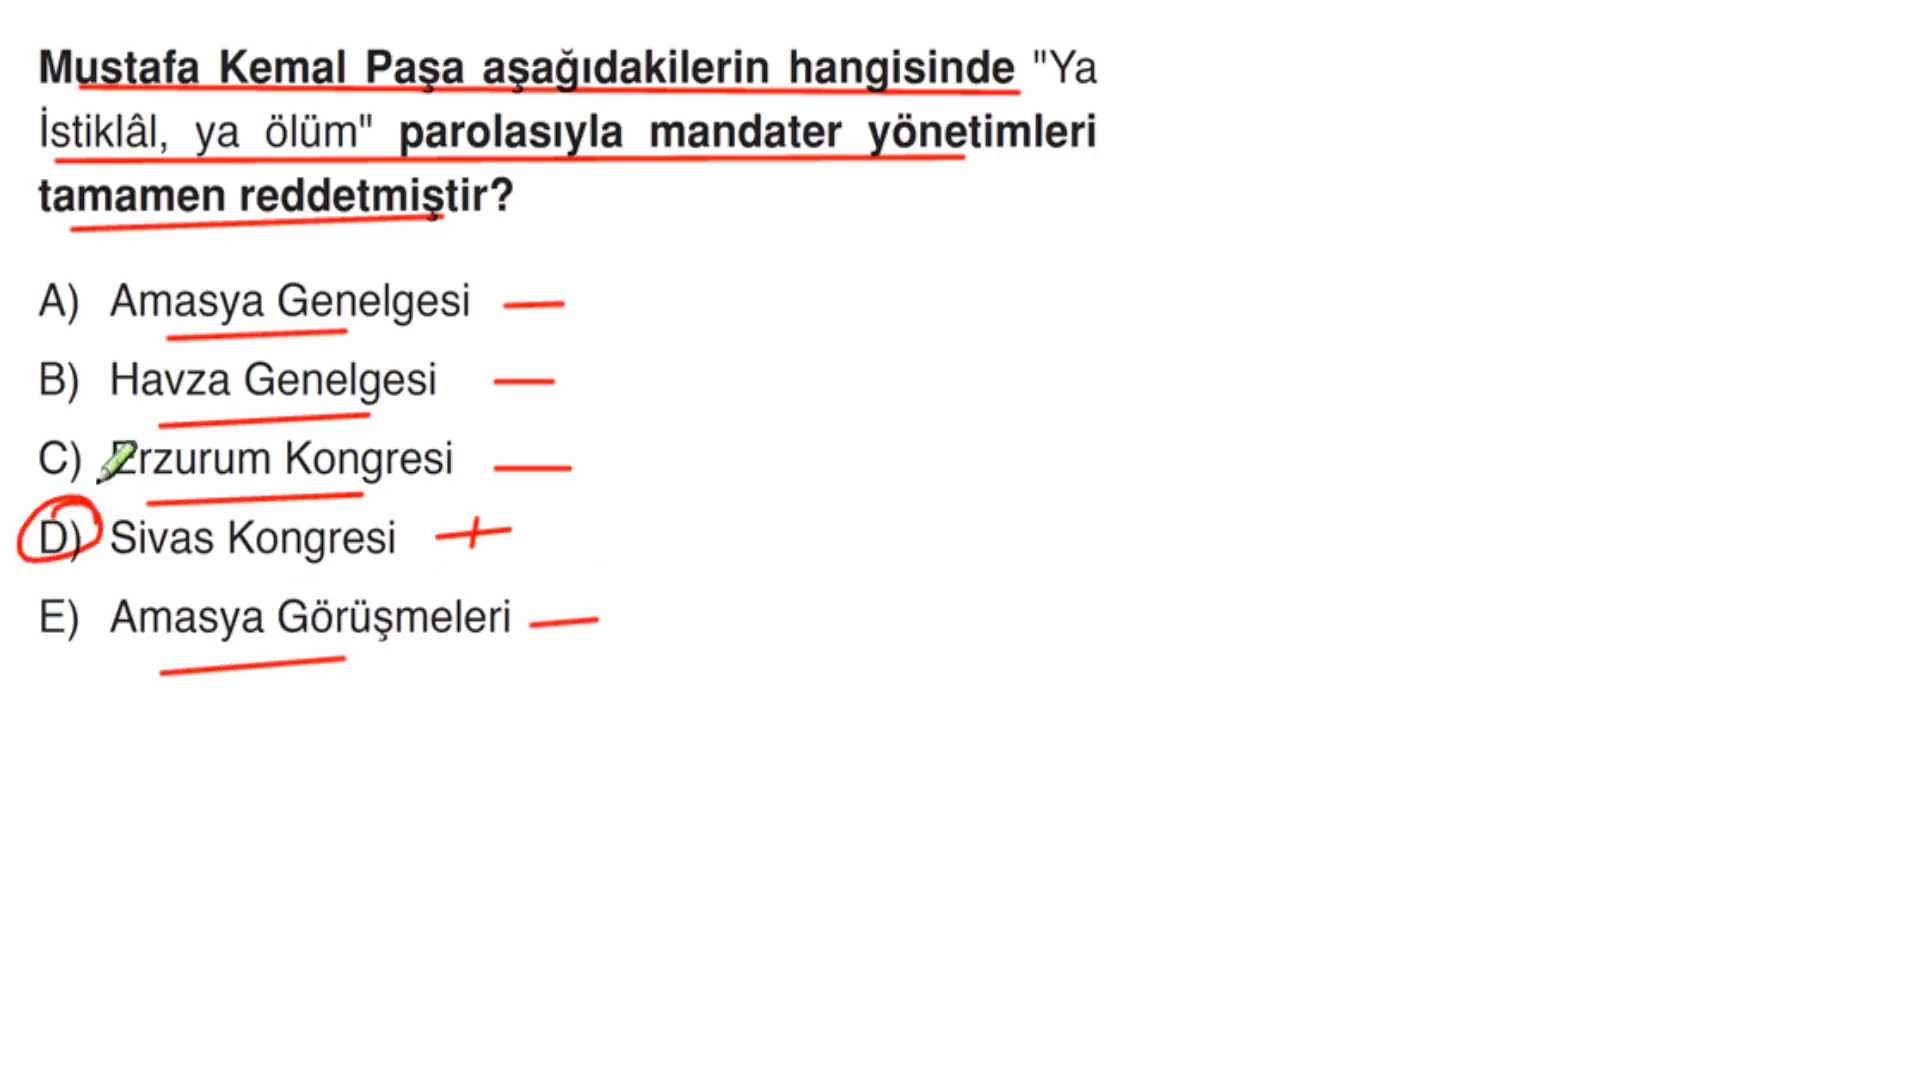 Mustafa Kemal Paşa aşağıdakilerin hangisinde "Ya
İstiklâl, ya ölüm" parolasıyla mandater yönetimleri
tamamen reddetmiştir?
A) Amasya Genelgesi
B) Havza Genelgesi
C) Erzurum Kongresi
D) Sivas Kongresi
E) Amasya Görüşmeleri